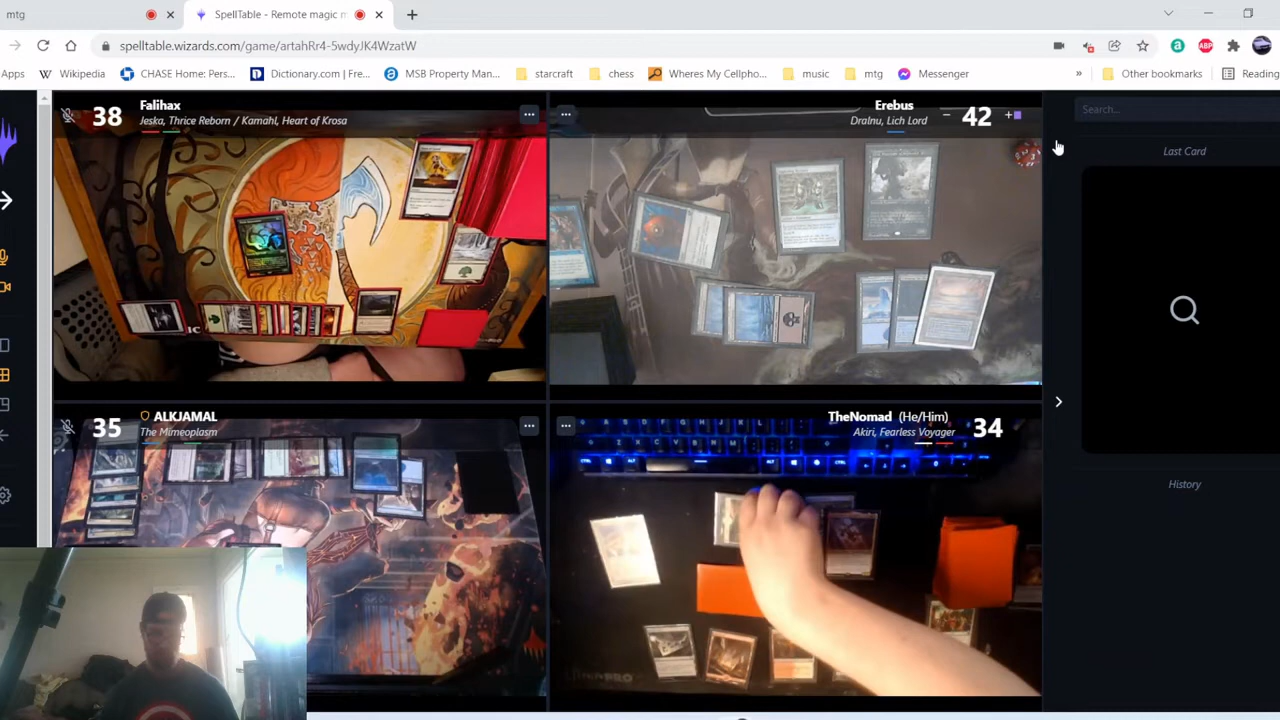 mtg
SpellTable - Remote magic m
spelltable.wizards.com/game/artahRr4-5wdyJK4WzatW
ABP
Apps
W Wikipedia
CHASE Home Pers...
Dictionary.com | Fre...
MSB Property Man...
starcraft
chess
Wheres My Cellpho...
music
mtg
Messenger
»
Other bookmarks
Reading
38
Falihax
Jeska, Thrice Reborn / Kamahl, Heart of Krosa
Erebus
Dralnu, Lich Lord
− 42 +
Search...
Last Card
35
ALKJAMAL
The Mimeoplasm
TheNomad (He/Him)
Akiri, Fearless Voyager
34
History